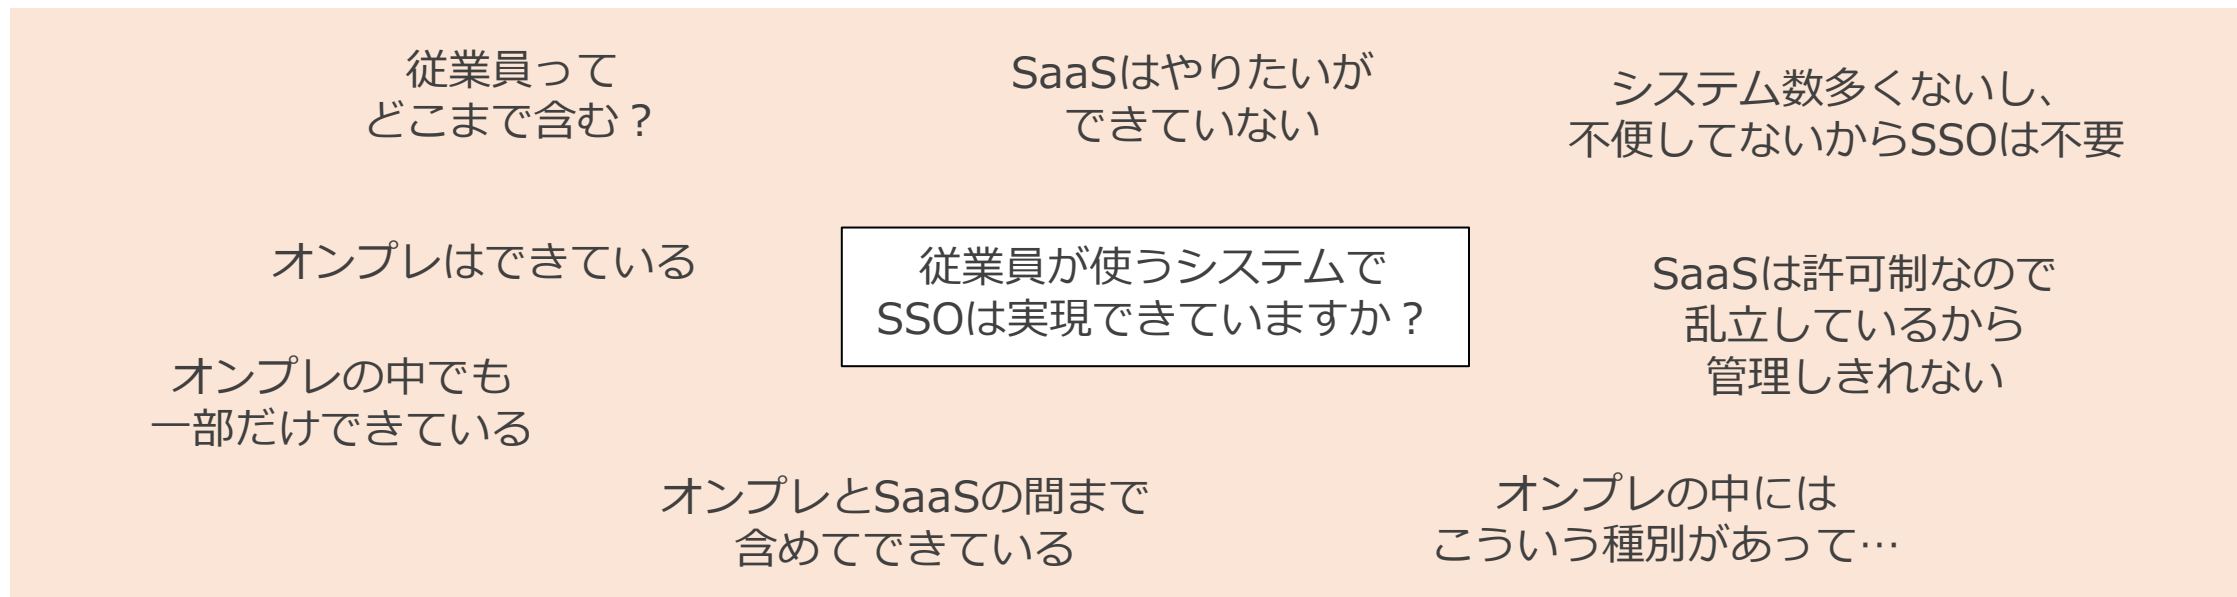 従業員って
どこまで含む？
SaaSはやりたいが
できていない
システム数多くないし、
不便してないからSSOは不要
オンプレはできている
従業員が使うシステムで
SSOは実現できていますか？
SaaSは許可制なので
乱立しているから
管理しきれない
オンプレの中でも
一部だけできている
オンプレとSaaSの間まで
含めてできている
オンプレの中には
こういう種別があって…